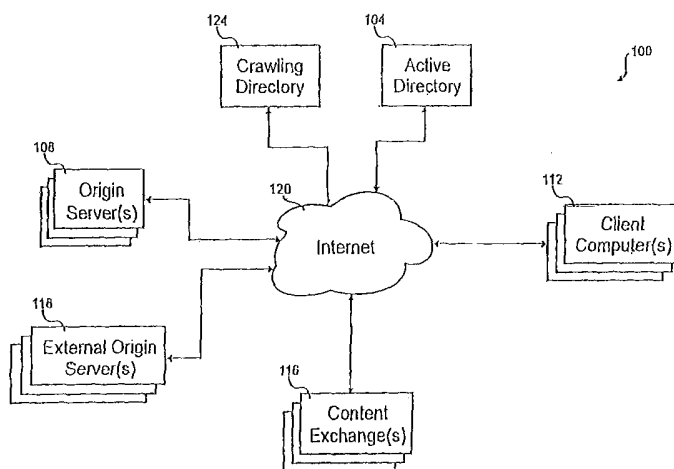 124
Crawling
Directory
104
Active
Directory
100
108
Origin
Server(s)
120
Internet
112
Client
Computer(s)
118
External Origin
Server(s)
116
Content
Exchange(s)